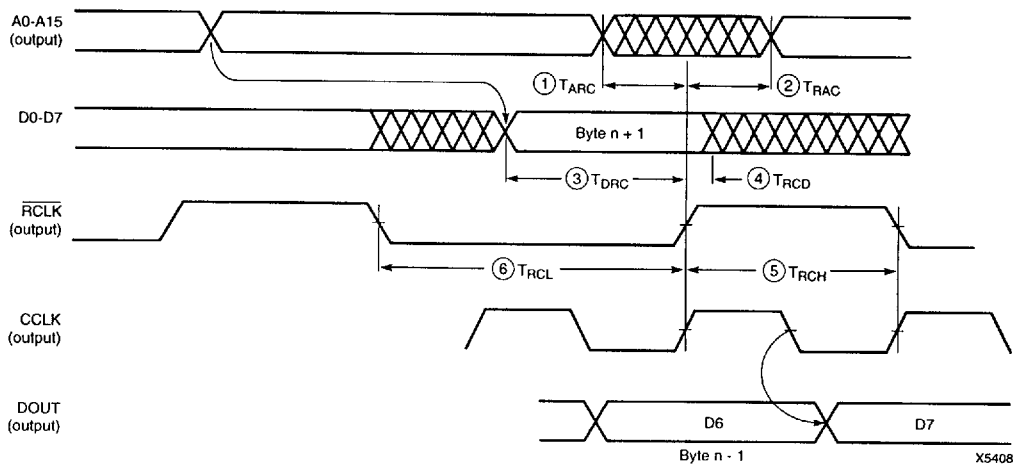 A0-A15
(output)
① TARC
② TRAC
D0-D7
Byte n + 1
③ TDRC
④ TRCD
RCLK
(output)
⑥ TRCL
⑤ TRCH
CCLK
(output)
DOUT
(output)
D6
D7
Byte n - 1
X5408